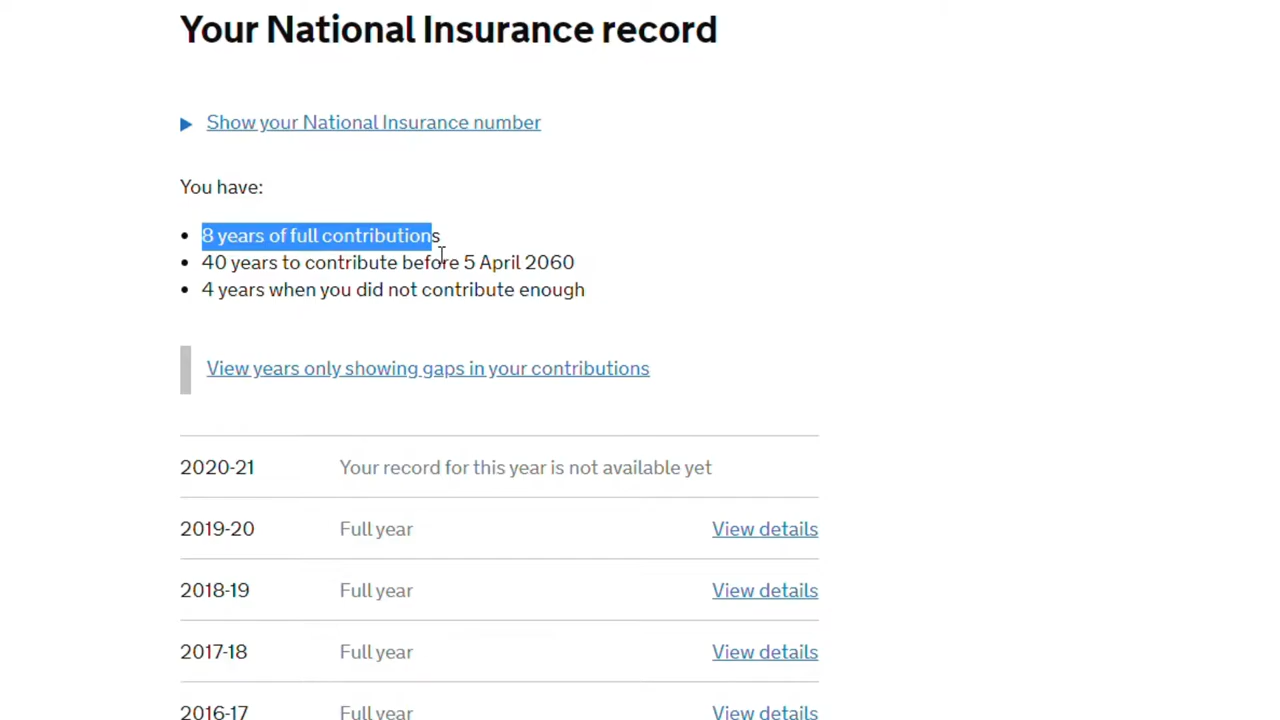 Your National Insurance record
Show your National Insurance number
You have:
8 years of full contributions
40 years to contribute before 5 April 2060
4 years when you did not contribute enough
View years only showing gaps in your contributions
2020-21 Your record for this year is not available yet
2019-20 Full year View details
2018-19 Full year View details
2017-18 Full year View details
2016-17 Full year View details